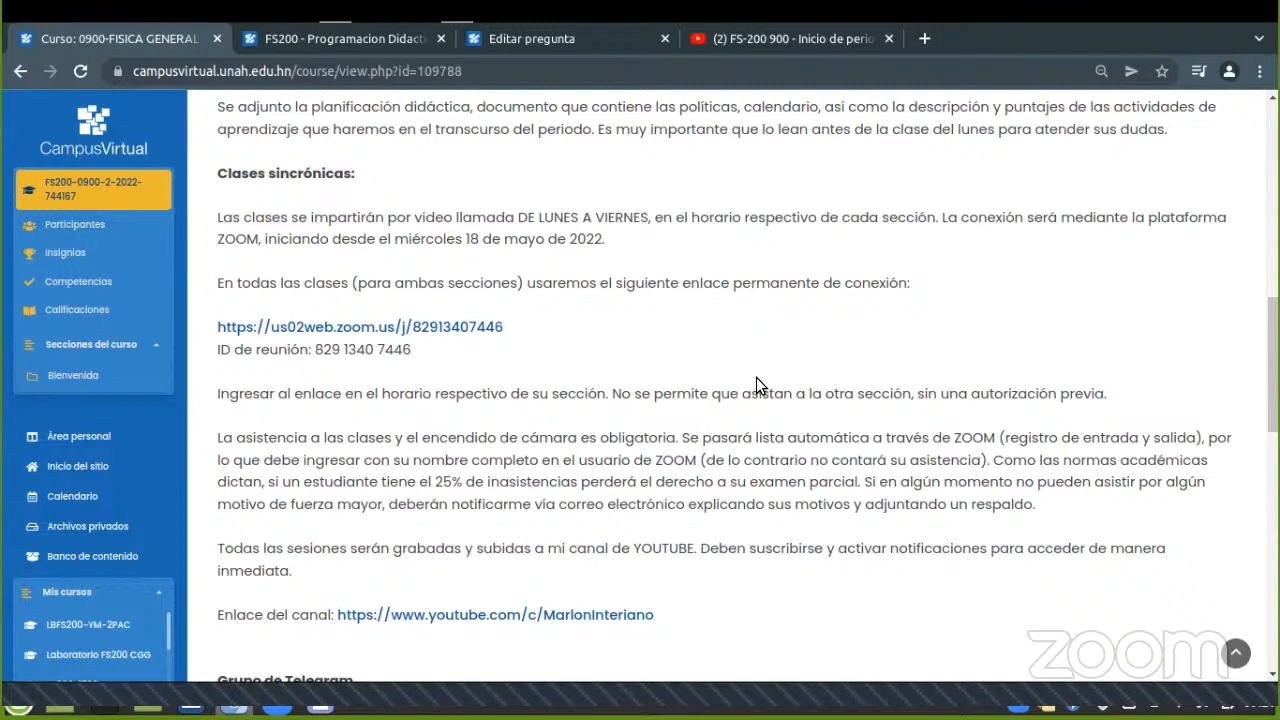 Curso: 0900-FISICA GENERAL
FS200 - Programacion Didact
Editar pregunta
(2) FS-200 900 - Inicio de perio
campusvirtual.unah.edu.hn/course/view.php?id=109788
CampusVirtual
FS200-0900-2-2022-
744167
Participantes
Insignias
Competencias
Calificaciones
Secciones del curso
Bienvenida
Área personal
Inicio del sitio
Calendario
Archivos privados
Banco de contenido
Mis cursos
LBFS200-YM-2PAC
Laboratorio FS200 CGG
Se adjunto la planificación didáctica, documento que contiene las políticas, calendario, así como la descripción y puntajes de las actividades de
aprendizaje que haremos en el transcurso del periodo. Es muy importante que lo lean antes de la clase del lunes para atender sus dudas.
Clases sincrónicas:
Las clases se impartirán por video llamada DE LUNES A VIERNES, en el horario respectivo de cada sección. La conexión será mediante la plataforma
ZOOM, iniciando desde el miércoles 18 de mayo de 2022.
En todas las clases (para ambas secciones) usaremos el siguiente enlace permanente de conexión:
https://us02web.zoom.us/j/82913407446
ID de reunión: 829 1340 7446
Ingresar al enlace en el horario respectivo de su sección. No se permite que asistan a la otra sección, sin una autorización previa.
La asistencia a las clases y el encendido de cámara es obligatoria. Se pasará lista automática a través de ZOOM (registro de entrada y salida), por
lo que debe ingresar con su nombre completo en el usuario de ZOOM (de lo contrario no contará su asistencia). Como las normas académicas
dictan, si un estudiante tiene el 25% de inasistencias perderá el derecho a su examen parcial. Si en algún momento no pueden asistir por algún
motivo de fuerza mayor, deberán notificarme vía correo electrónico explicando sus motivos y adjuntando un respaldo.
Todas las sesiones serán grabadas y subidas a mi canal de YOUTUBE. Deben suscribirse y activar notificaciones para acceder de manera
inmediata.
Enlace del canal: https://www.youtube.com/c/MarlonInteriano
Grupo de Telegram
zoom